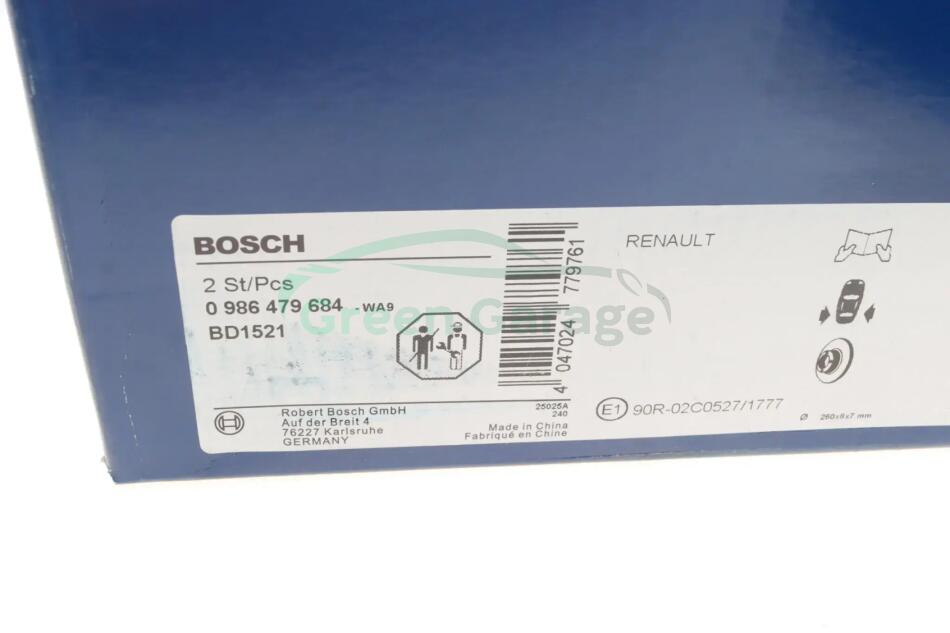 BOSCH
2 St/Pcs
0 986 479 684 -WA9
BD1521
Green Garage
4 047024 779761
RENAULT
Robert Bosch GmbH
Auf der Breit 4
76227 Karlsruhe
GERMANY
25025A
240
Made in China
Fabriqué en Chine
E1 90R-02C0527/1777
Ø 260x8x7 mm